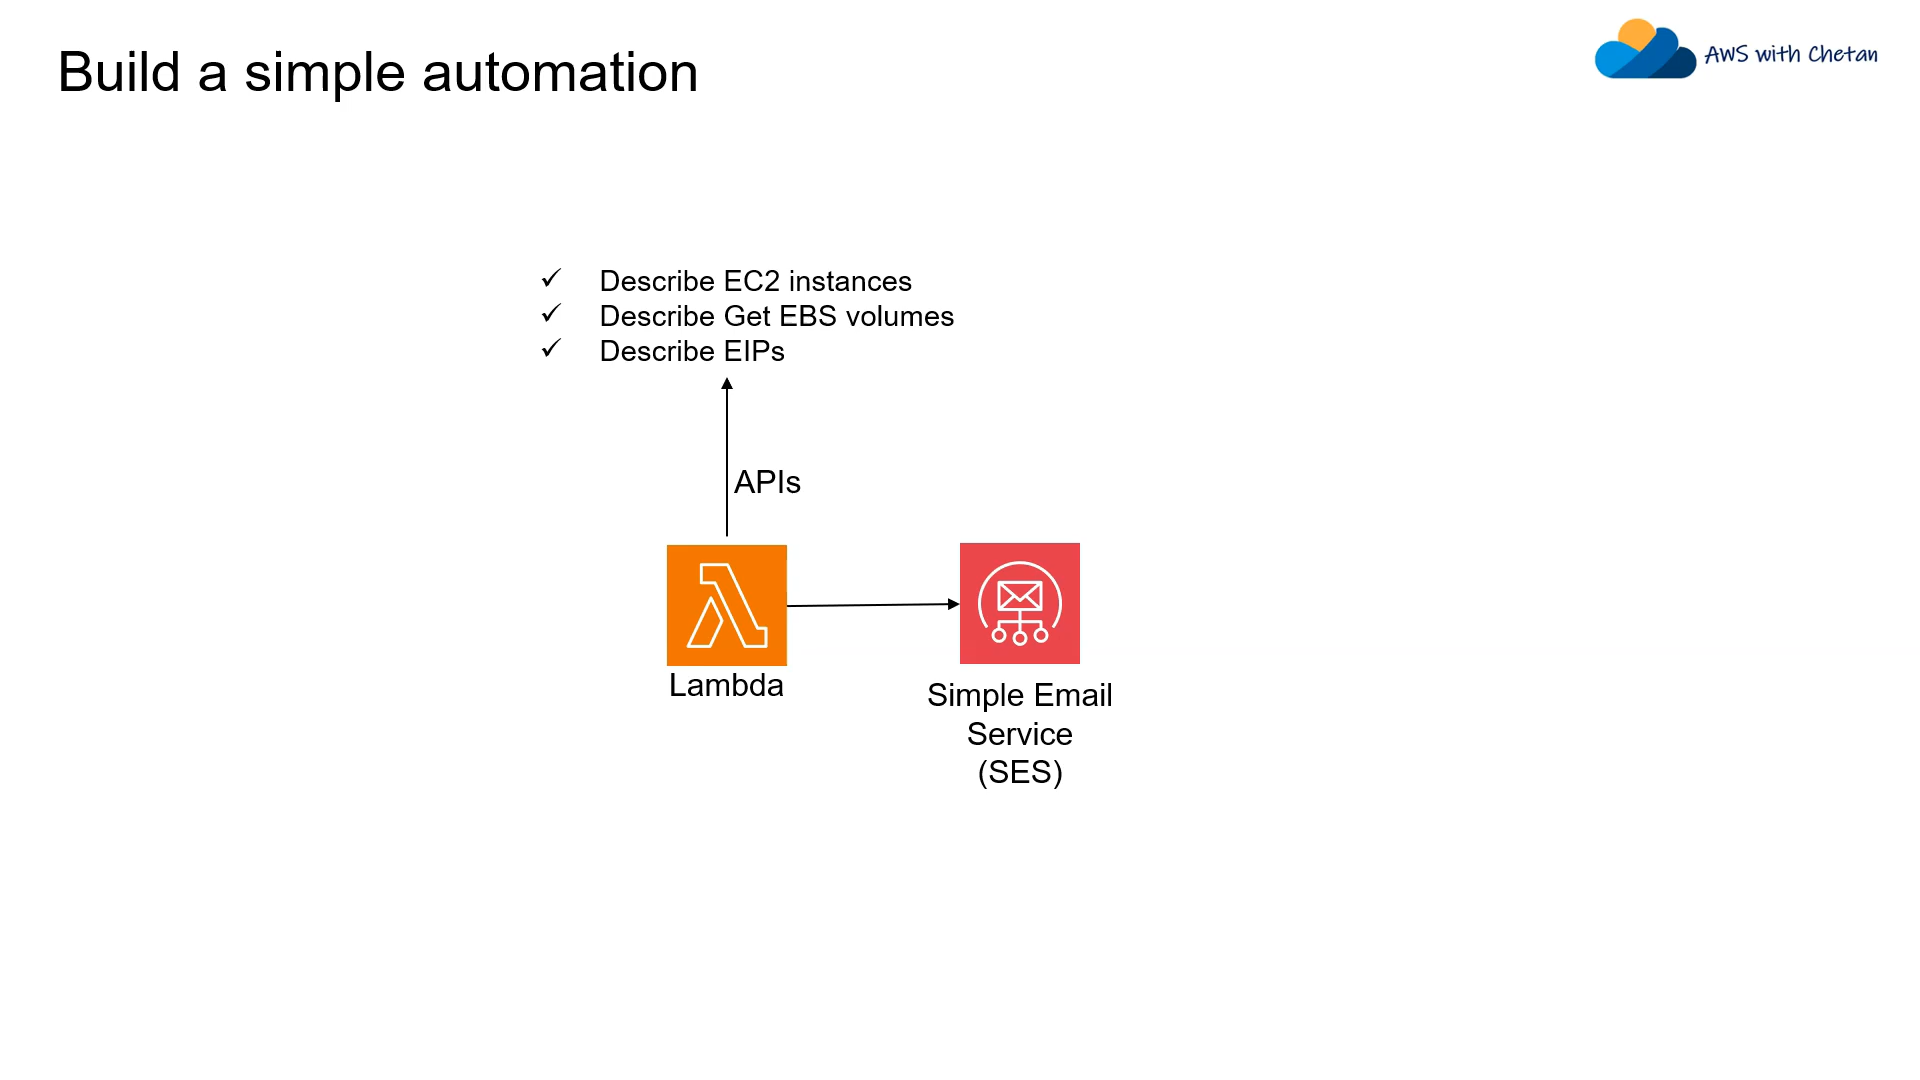 Build a simple automation
AWS with Chetan
✓ Describe EC2 instances
✓ Describe Get EBS volumes
✓ Describe EIPs
APIs
Lambda
Simple Email
Service
(SES)